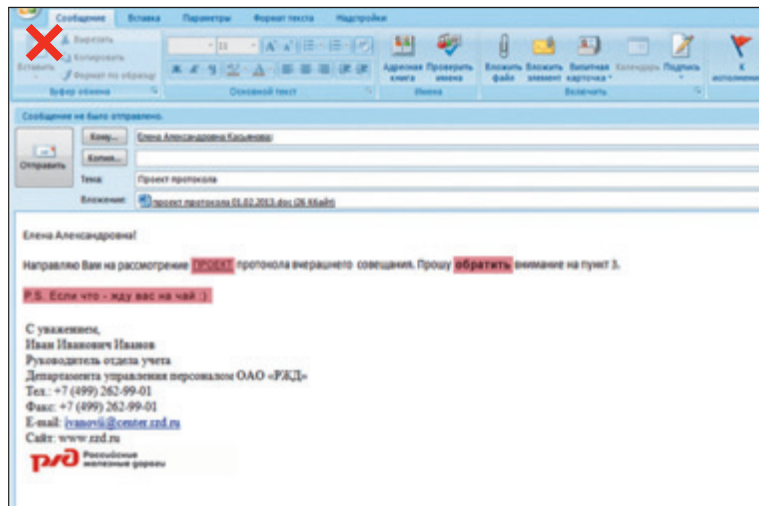 Сообщение Вставка Параметры Формат текста Надстройки
Вырезать
Копировать
Формат по образцу
Вставить
Буфер обмена
11
Основной текст
Адресная книга
Проверить имена
Имена
Вложить файл
Вложить элемент
Визитная карточка
Календарь
Подпись
Включить
К исполнению
Сообщение не было отправлено.
Отправить
Кому... Елена Александровна Касьянова
Копия...
Тема: Проект протокола
Вложение: проект протокола 01.02.2013.doc (26 Кбайт)
Елена Александровна!
Направляю Вам на рассмотрение ПРОЕКТ протокола вчерашнего совещания. Прошу обратить внимание на пункт 3.
P.S. Если что - жду вас на чай :)
С уважением,
Иван Иванович Иванов
Руководитель отдела учета
Департамента управления персоналом ОАО «РЖД»
Тел.: +7 (499) 262-99-01
Факс: +7 (499) 262-99-01
E-mail: ivanovii@center.rzd.ru
Сайт: www.rzd.ru
РЖД Российские
железные дороги